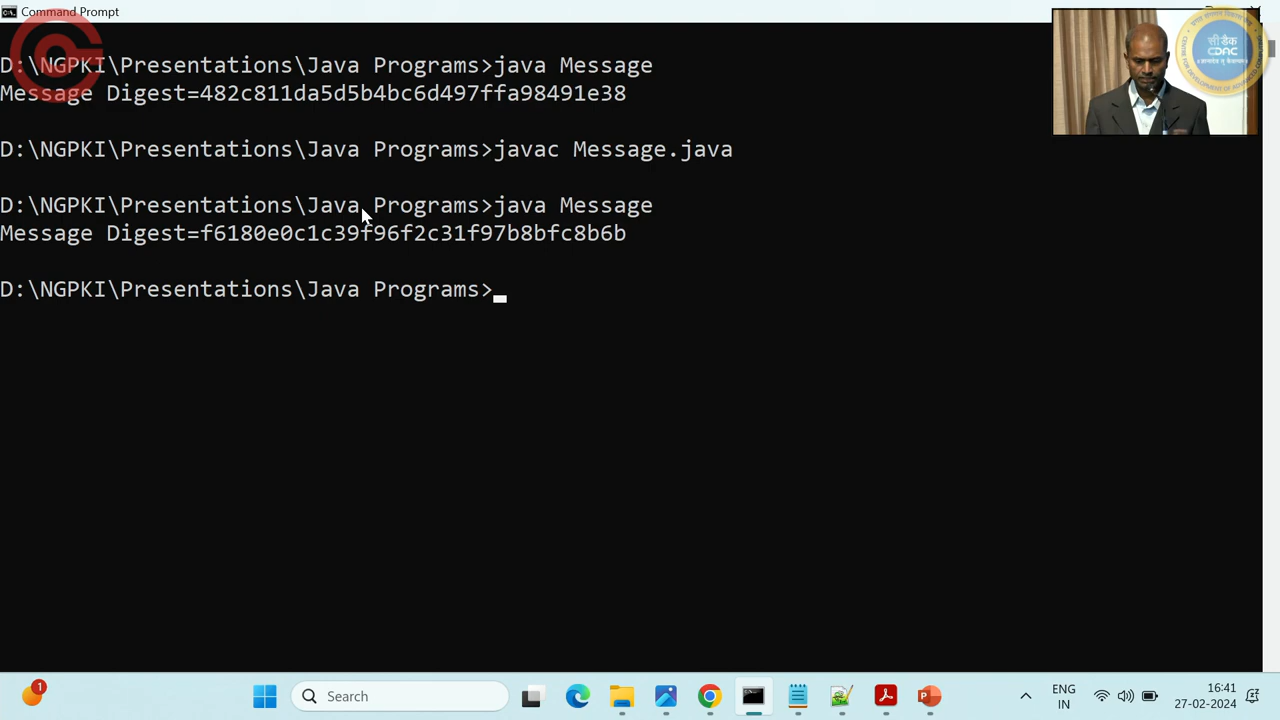 Command Prompt
D:\NGPKI\Presentations\Java Programs>java Message
Message Digest=482c811da5d5b4bc6d497ffa98491e38
D:\NGPKI\Presentations\Java Programs>javac Message.java
D:\NGPKI\Presentations\Java Programs>java Message
Message Digest=f6180e0c1c39f96f2c31f97b8bfc8b6b
D:\NGPKI\Presentations\Java Programs>
सीडैक
CDAC
1
Search
ENG
IN
16:41
27-02-2024